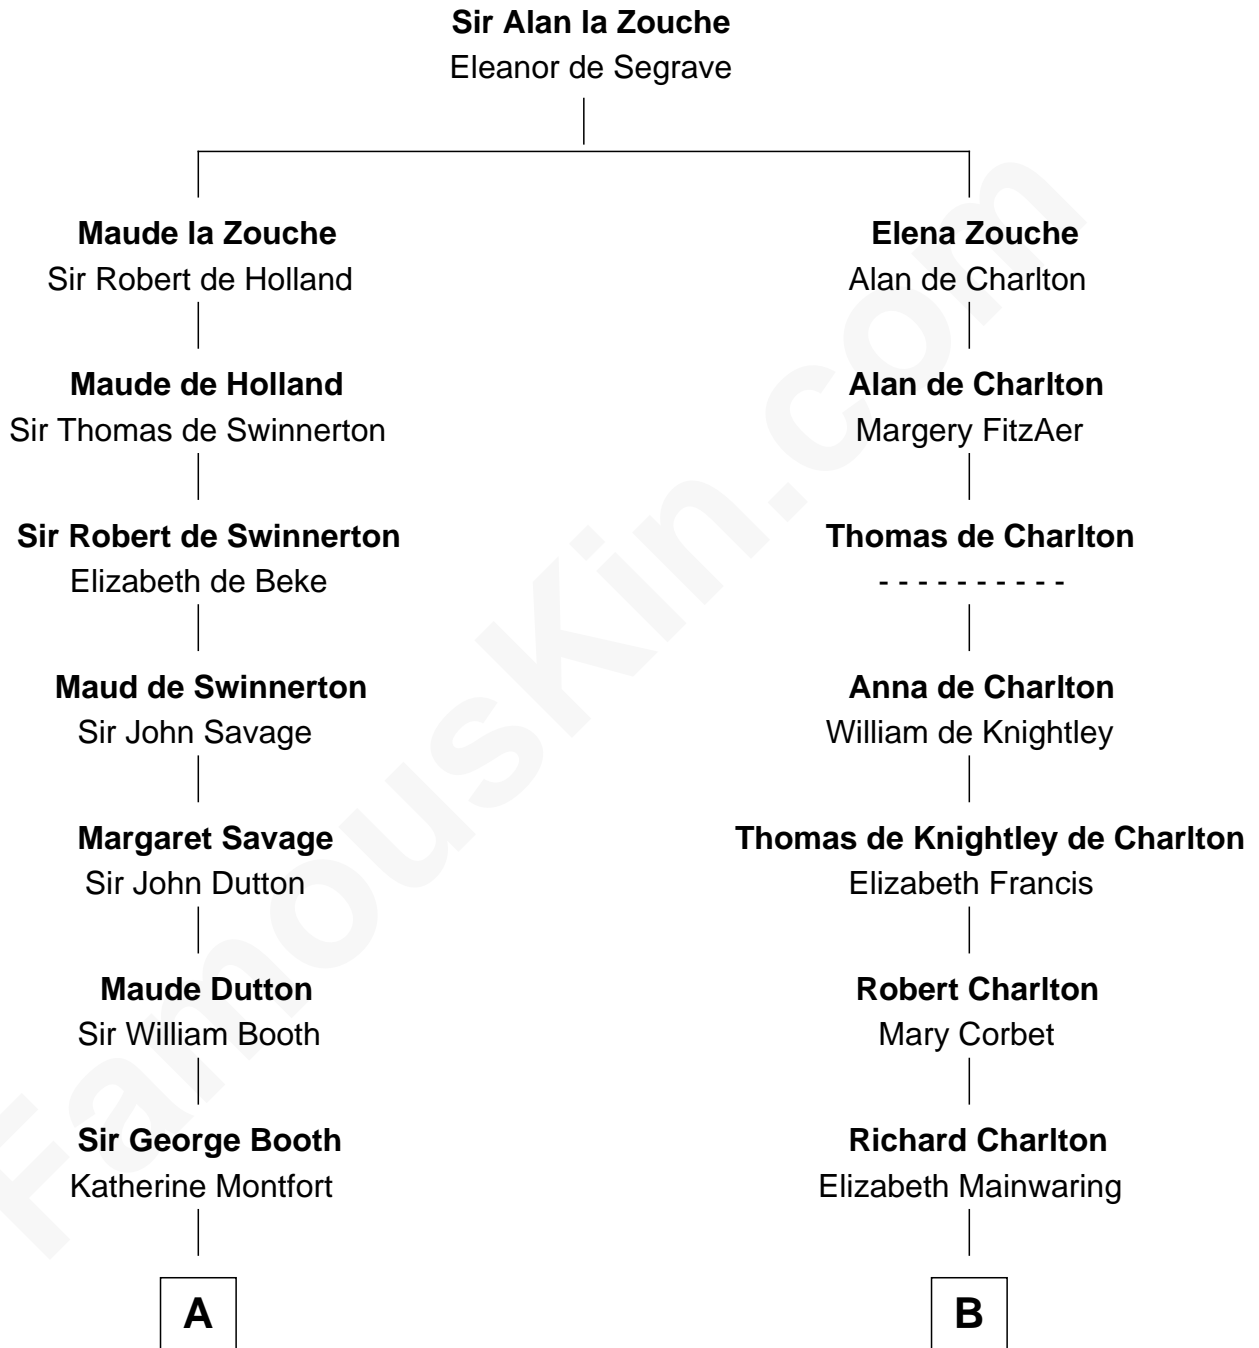 Sir Alan la Zouche
Eleanor de Segrave
Maude la Zouche
Sir Robert de Holland
Elena Zouche
Alan de Charlton
Maude de Holland
Sir Thomas de Swinnerton
Alan de Charlton
Margery FitzAer
Sir Robert de Swinnerton
Elizabeth de Beke
Thomas de Charlton
- - - - - - - - - -
Maud de Swinnerton
Sir John Savage
Anna de Charlton
William de Knightley
Margaret Savage
Sir John Dutton
Thomas de Knightley de Charlton
Elizabeth Francis
Maude Dutton
Sir William Booth
Robert Charlton
Mary Corbet
Sir George Booth
Katherine Montfort
Richard Charlton
Elizabeth Mainwaring
A
B
FamousKin.com